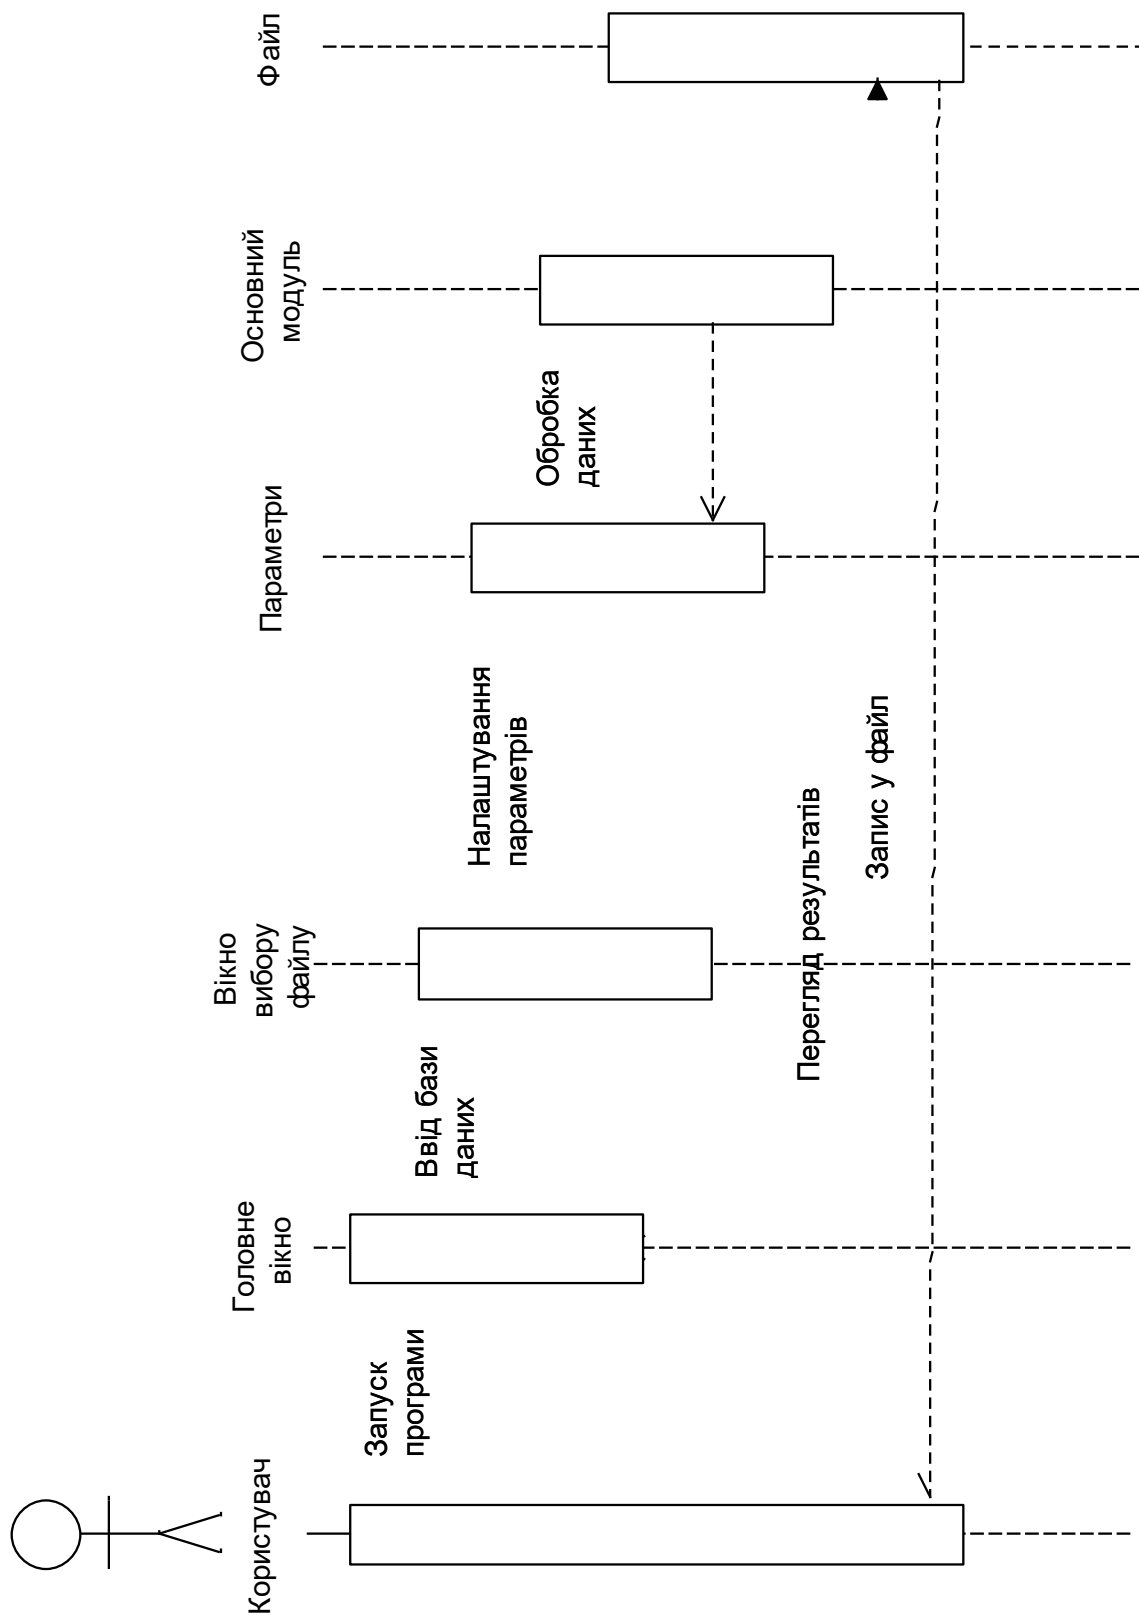 Користувач
Головне
вікно
Вікно
вибору
файлу
Параметри
Основний
модуль
Файл
Запуск
програми
Ввід бази
даних
Налаштування
параметрів
Обробка
даних
Перегляд результатів
Запис у файл